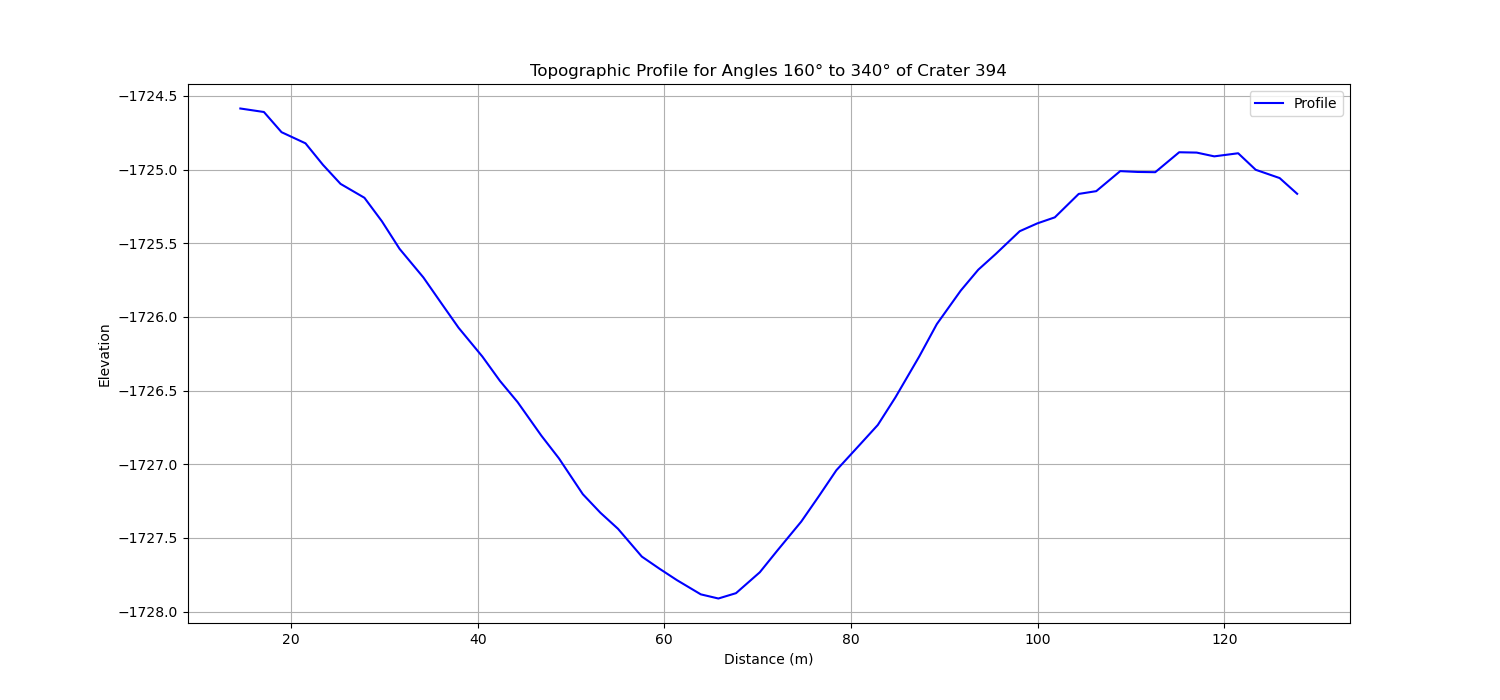 Topographic Profile for Angles 160° to 340° of Crater 394
Profile
−1724.5
−1725.0
−1725.5
−1726.0
−1726.5
−1727.0
−1727.5
−1728.0
Elevation
20 40 60 80 100 120
Distance (m)